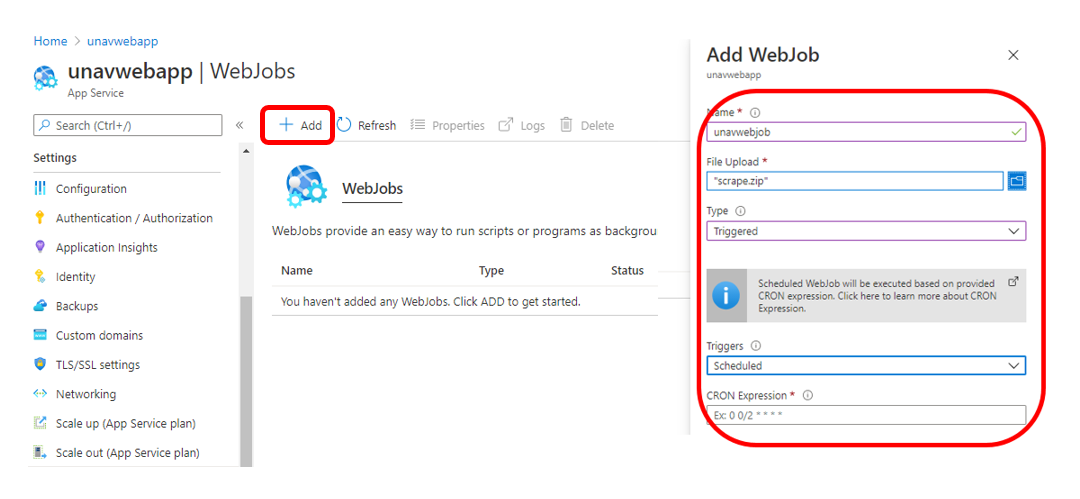 Home > unavwebapp
unavwebapp | WebJobs
App Service
Search (Ctrl+/)
«
Settings
Configuration
Authentication / Authorization
Application Insights
Identity
Backups
Custom domains
TLS/SSL settings
Networking
Scale up (App Service plan)
Scale out (App Service plan)
+ Add Refresh Properties Logs Delete
WebJobs
WebJobs provide an easy way to run scripts or programs as backgrou
Name Type Status
You haven't added any WebJobs. Click ADD to get started.
Add WebJob
unavwebapp
Name *
unavwebjob
File Upload *
"scrape.zip"
Type
Triggered
Scheduled WebJob will be executed based on provided
CRON expression. Click here to learn more about CRON
Expression.
Triggers
Scheduled
CRON Expression *
Ex: 0 0/2 * * * *